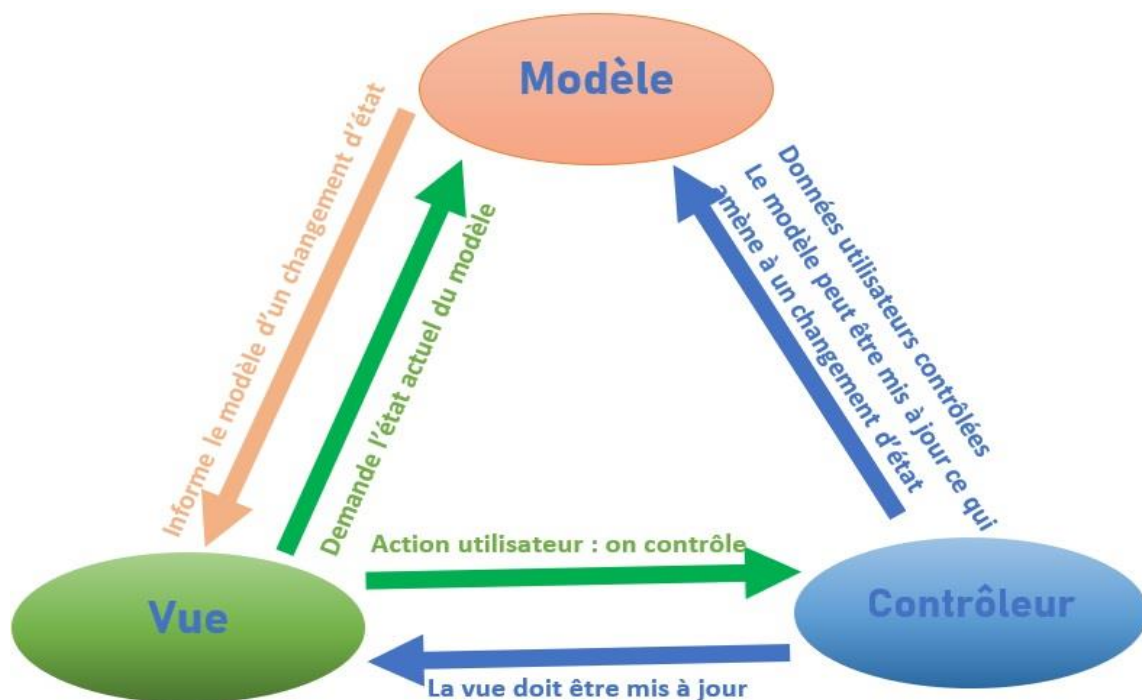 Modèle
Informe le modèle d'un changement d'état
Demande l'état actuel du modèle
Données utilisateurs contrôlées
Le modèle peut être mis à jour ce qui
amène à un changement d'état
Action utilisateur : on contrôle
Vue
Contrôleur
La vue doit être mis à jour